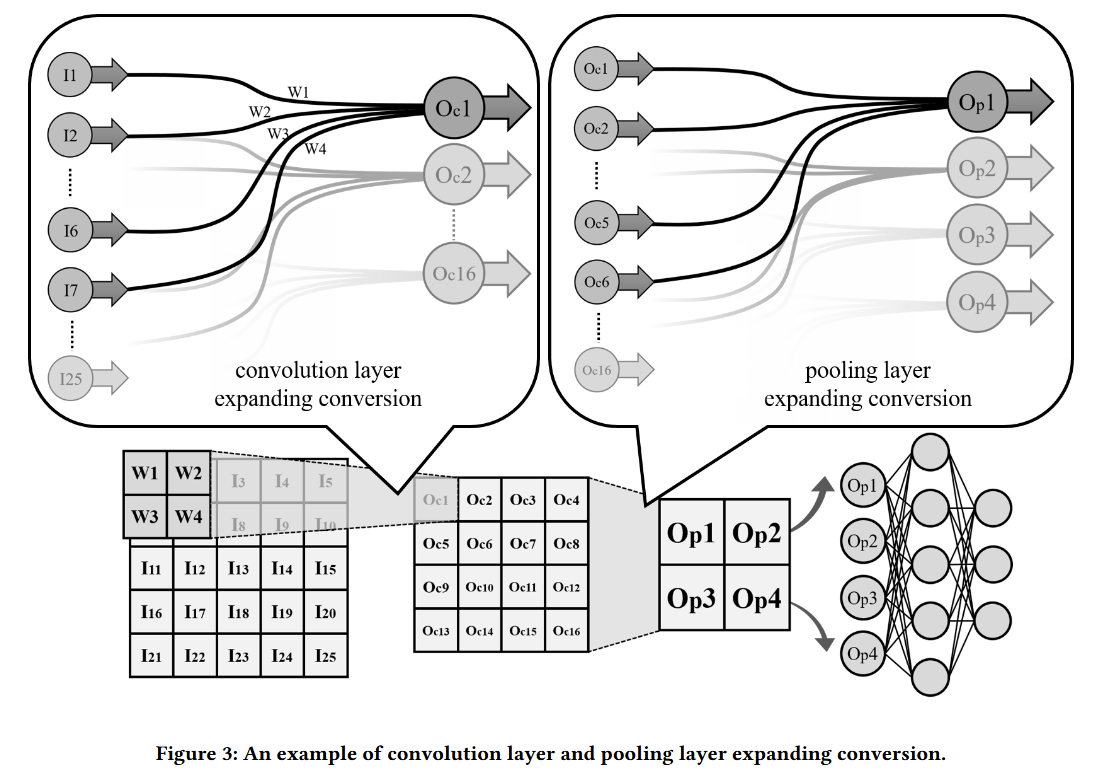 I1
W1
W2
W3
W4
Oc1
I2
Oc2
I6
Oc16
I7
I25
convolution layer
expanding conversion
Oc1
Op1
Oc2
Op2
Oc5
Op3
Oc6
Op4
Oc16
pooling layer
expanding conversion
W1 W2 I3 I4 I5
W3 W4 I8 I9 I10
I11 I12 I13 I14 I15
I16 I17 I18 I19 I20
I21 I22 I23 I24 I25
Oc1 Oc2 Oc3 Oc4
Oc5 Oc6 Oc7 Oc8
Oc9 Oc10 Oc11 Oc12
Oc13 Oc14 Oc15 Oc16
Op1 Op2
Op3 Op4
Op1
Op2
Op3
Op4
Figure 3: An example of convolution layer and pooling layer expanding conversion.